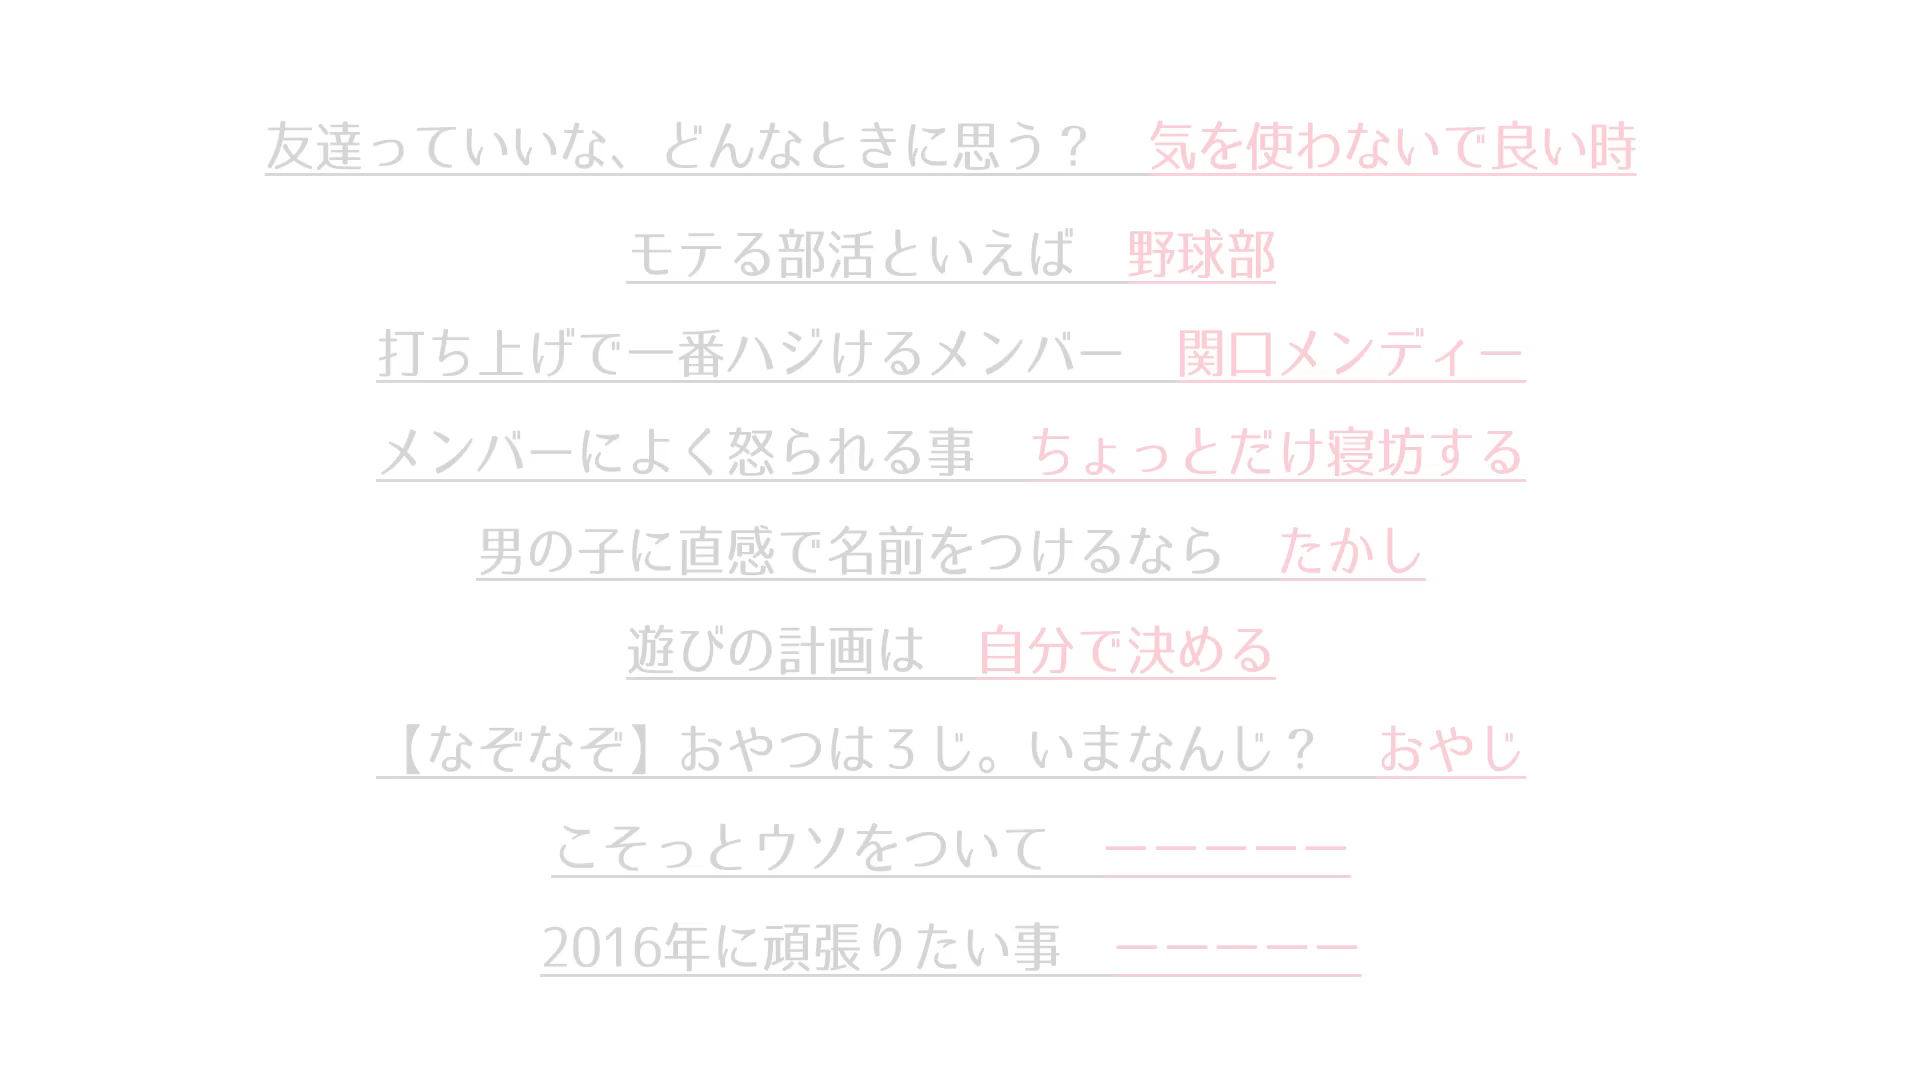 友達っていいな、どんなときに思う？　気を使わないで良い時
モテる部活といえば　野球部
打ち上げで一番ハジけるメンバー　関口メンディー
メンバーによく怒られる事　ちょっとだけ寝坊する
男の子に直感で名前をつけるなら　たかし
遊びの計画は　自分で決める
【なぞなぞ】おやつは３じ。いまなんじ？　おやじ
こそっとウソをついて　ーーーーー
2016年に頑張りたい事　ーーーーー